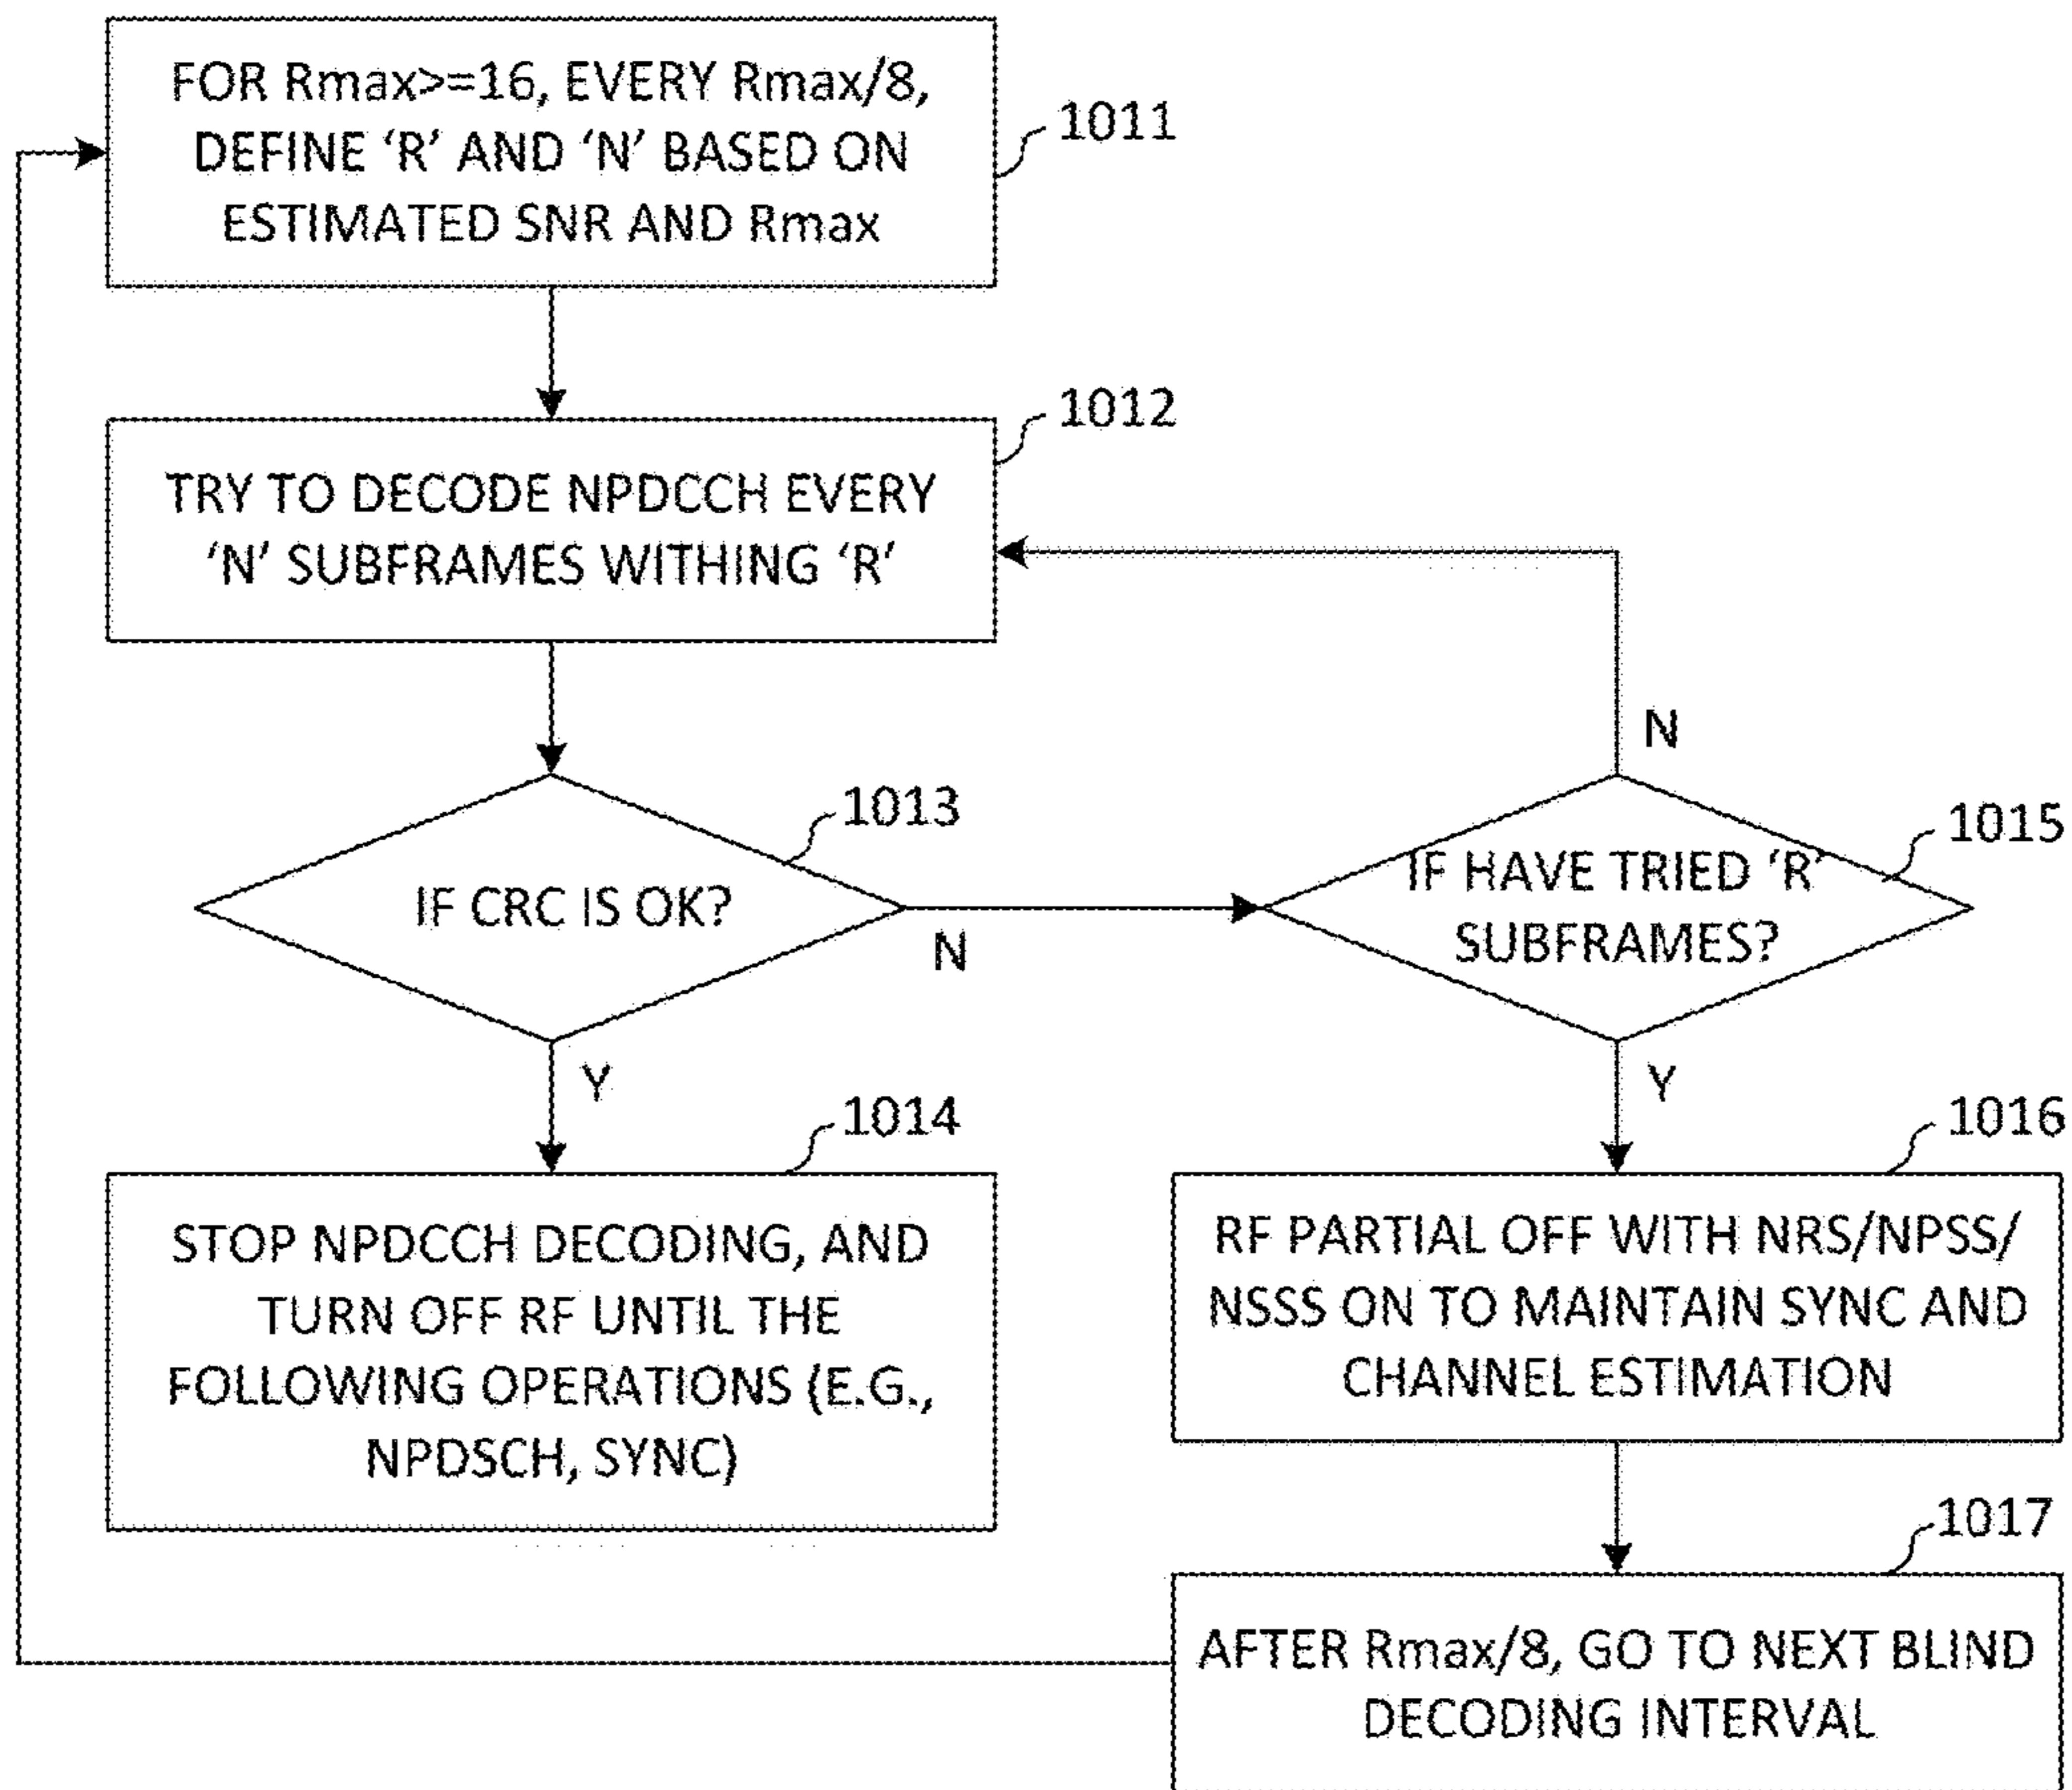 FOR Rmax>=16, EVERY Rmax/8,
DEFINE ‘R’ AND ‘N’ BASED ON
ESTIMATED SNR AND Rmax
1011
1012
TRY TO DECODE NPDCCH EVERY
‘N’ SUBFRAMES WITHING ‘R’
N
1013
1015
IF CRC IS OK?
N
IF HAVE TRIED ‘R’
SUBFRAMES?
Y
Y
1014
1016
STOP NPDCCH DECODING, AND
TURN OFF RF UNTIL THE
FOLLOWING OPERATIONS (E.G.,
NPDSCH, SYNC)
RF PARTIAL OFF WITH NRS/NPSS/
NSSS ON TO MAINTAIN SYNC AND
CHANNEL ESTIMATION
1017
AFTER Rmax/8, GO TO NEXT BLIND
DECODING INTERVAL